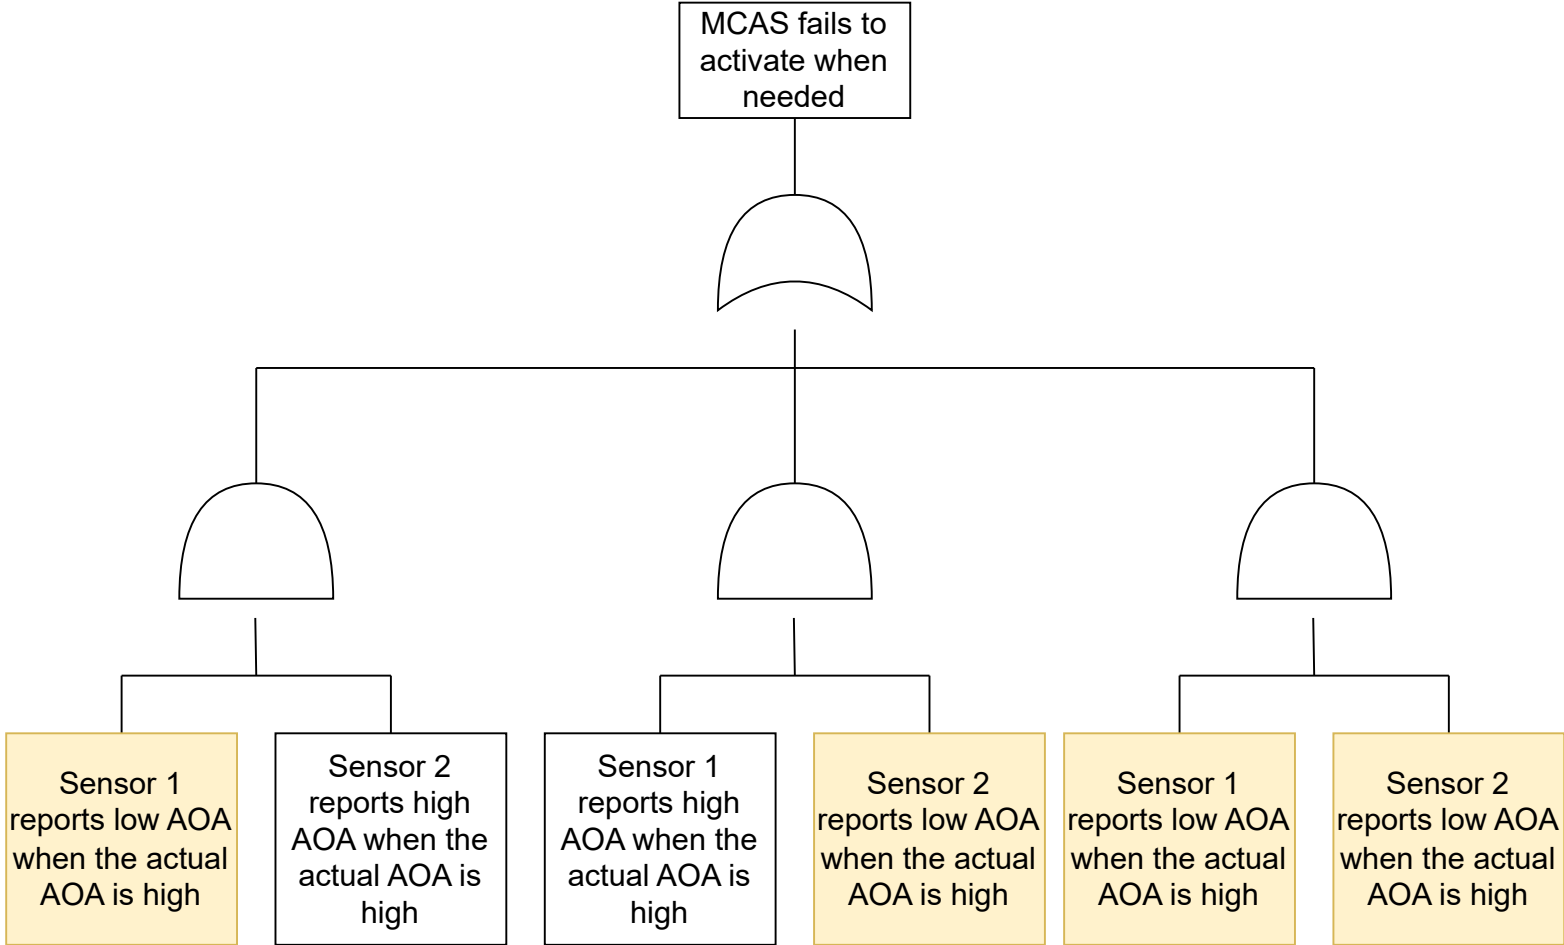 MCAS fails to
activate when
needed
Sensor 1
reports low AOA
when the actual
AOA is high
Sensor 2
reports high
AOA when the
actual AOA is
high
Sensor 1
reports high
AOA when the
actual AOA is
high
Sensor 2
reports low AOA
when the actual
AOA is high
Sensor 1
reports low AOA
when the actual
AOA is high
Sensor 2
reports low AOA
when the actual
AOA is high